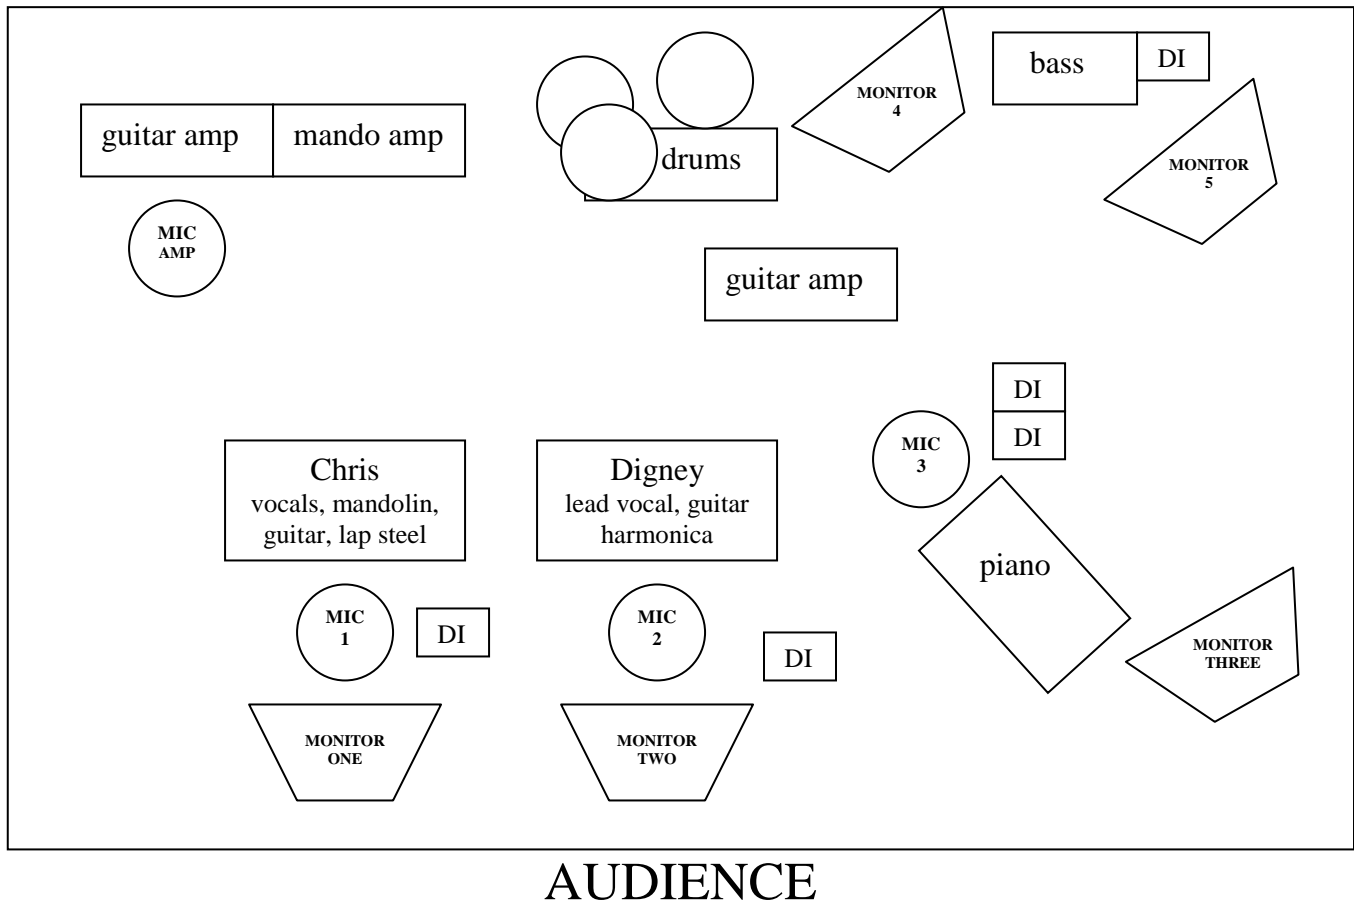 bass
DI
MONITOR
4
guitar amp
mando amp
drums
MONITOR
5
MIC
AMP
guitar amp
DI
DI
MIC
3
Chris
vocals, mandolin,
guitar, lap steel
Digney
lead vocal, guitar
harmonica
piano
MIC
1
DI
MIC
2
DI
MONITOR
THREE
MONITOR
ONE
MONITOR
TWO
AUDIENCE